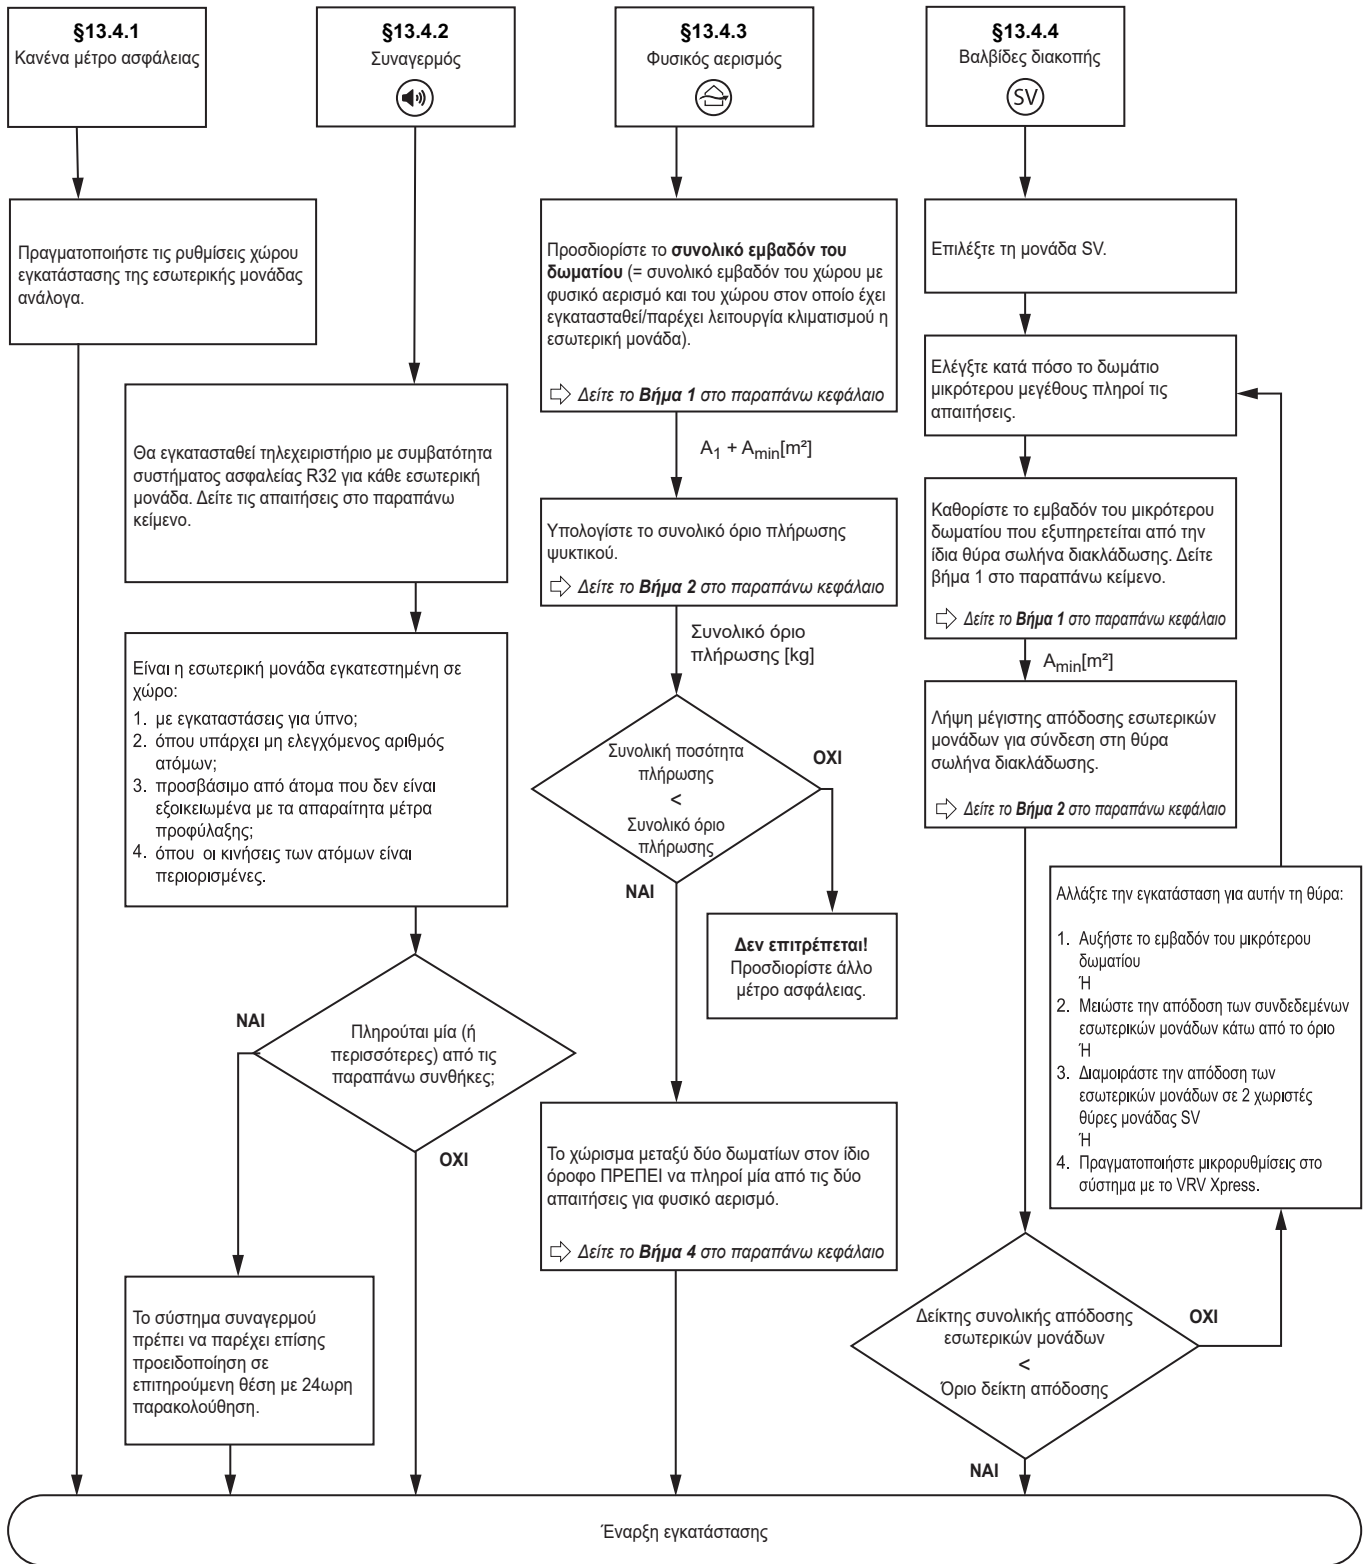 §13.4.1
Κανένα μέτρο ασφάλειας
Πραγματοποιήστε τις ρυθμίσεις χώρου
εγκατάστασης της εσωτερικής μονάδας
ανάλογα.
§13.4.2
Συναγερμός
Θα εγκατασταθεί τηλεχειριστήριο με συμβατότητα
συστήματος ασφαλείας R32 για κάθε εσωτερική
μονάδα. Δείτε τις απαιτήσεις στο παραπάνω
κείμενο.
Είναι η εσωτερική μονάδα εγκατεστημένη σε
χώρο:
1. με εγκαταστάσεις για ύπνο;
2. όπου υπάρχει μη ελεγχόμενος αριθμός
ατόμων;
3. προσβάσιμο από άτομα που δεν είναι
εξοικειωμένα με τα απαραίτητα μέτρα
προφύλαξης;
4. όπου οι κινήσεις των ατόμων είναι
περιορισμένες.
ΝΑΙ
Πληρούται μία (ή
περισσότερες) από τις
παραπάνω συνθήκες;
ΟΧΙ
Το σύστημα συναγερμού
πρέπει να παρέχει επίσης
προειδοποίηση σε
επιτηρούμενη θέση με 24ωρη
παρακολούθηση.
§13.4.3
Φυσικός αερισμός
Προσδιορίστε το συνολικό εμβαδόν του
δωματίου (= συνολικό εμβαδόν του χώρου με
φυσικό αερισμό και του χώρου στον οποίο έχει
εγκατασταθεί/παρέχει λειτουργία κλιματισμού η
εσωτερική μονάδα).
Δείτε το Βήμα 1 στο παραπάνω κεφάλαιο
A1 + Amin[m²]
Υπολογίστε το συνολικό όριο πλήρωσης
ψυκτικού.
Δείτε το Βήμα 2 στο παραπάνω κεφάλαιο
Συνολικό όριο
πλήρωσης [kg]
Συνολική ποσότητα
πλήρωσης
<
Συνολικό όριο
πλήρωσης
ΟΧΙ
ΝΑΙ
Δεν επιτρέπεται!
Προσδιορίστε άλλο
μέτρο ασφάλειας.
Το χώρισμα μεταξύ δύο δωματίων στον ίδιο
όροφο ΠΡΕΠΕΙ να πληροί μία από τις δύο
απαιτήσεις για φυσικό αερισμό.
Δείτε το Βήμα 4 στο παραπάνω κεφάλαιο
§13.4.4
Βαλβίδες διακοπής
SV
Επιλέξτε τη μονάδα SV.
Ελέγξτε κατά πόσο το δωμάτιο
μικρότερου μεγέθους πληροί τις
απαιτήσεις.
Καθορίστε το εμβαδόν του μικρότερου
δωματίου που εξυπηρετείται από την
ίδια θύρα σωλήνα διακλάδωσης. Δείτε
βήμα 1 στο παραπάνω κείμενο.
Δείτε το Βήμα 1 στο παραπάνω κεφάλαιο
Amin[m²]
Λήψη μέγιστης απόδοσης εσωτερικών
μονάδων για σύνδεση στη θύρα
σωλήνα διακλάδωσης.
Δείτε το Βήμα 2 στο παραπάνω κεφάλαιο
Αλλάξτε την εγκατάσταση για αυτήν τη θύρα:
1. Αυξήστε το εμβαδόν του μικρότερου
δωματίου
Ή
2. Μειώστε την απόδοση των συνδεδεμένων
εσωτερικών μονάδων κάτω από το όριο
Ή
3. Διαμοιράστε την απόδοση των
εσωτερικών μονάδων σε 2 χωριστές
θύρες μονάδας SV
Ή
4. Πραγματοποιήστε μικρορυθμίσεις στο
σύστημα με το VRV Xpress.
Δείκτης συνολικής απόδοσης
εσωτερικών μονάδων
<
Όριο δείκτη απόδοσης
ΟΧΙ
ΝΑΙ
Έναρξη εγκατάστασης